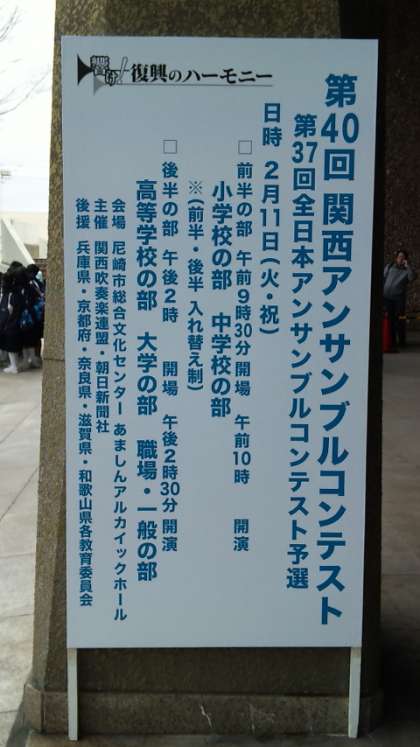 響け!復興のハーモニー
第40回 関西アンサンブルコンテスト
第37回全日本アンサンブルコンテスト予選
日時 2月11日(火・祝)
□ 前半の部 午前9時30分開場 午前10時 開演
小学校の部 中学校の部
※(前半・後半 入れ替え制)
□ 後半の部 午後2時 開場 午後2時30分開演
高等学校の部 大学の部 職場・一般の部
会場 尼崎市総合文化センター あましんアルカイックホール
主催 関西吹奏楽連盟・朝日新聞社
後援 兵庫県・京都府・奈良県・滋賀県・和歌山県各教育委員会